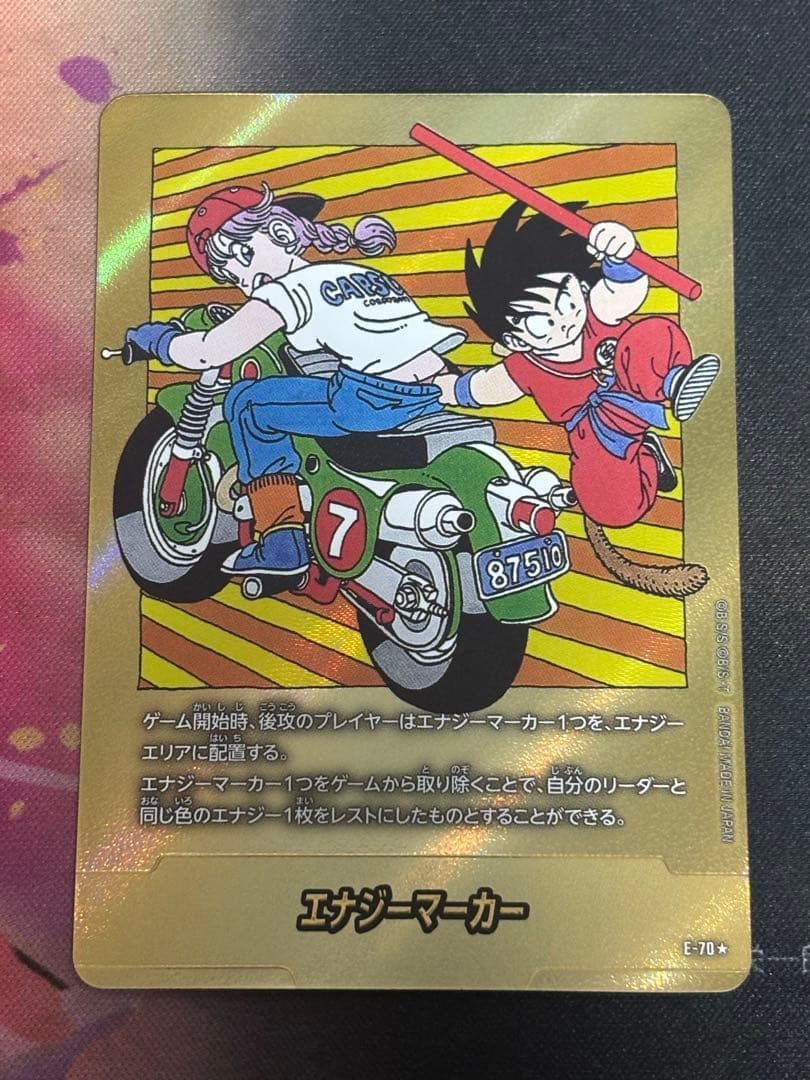 CAPSU
CORPORATI
7
87510
ゲーム開始時、後攻のプレイヤーはエナジーマーカー1つを、エナジー
エリアに配置する。
エナジーマーカー1つをゲームから取り除くことで、自分のリーダーと
同じ色のエナジー1枚をレストにしたものとすることができる。
エナジーマーカー
E-70★
©B・S/S ©B/S・T BANDAI MADE IN JAPAN